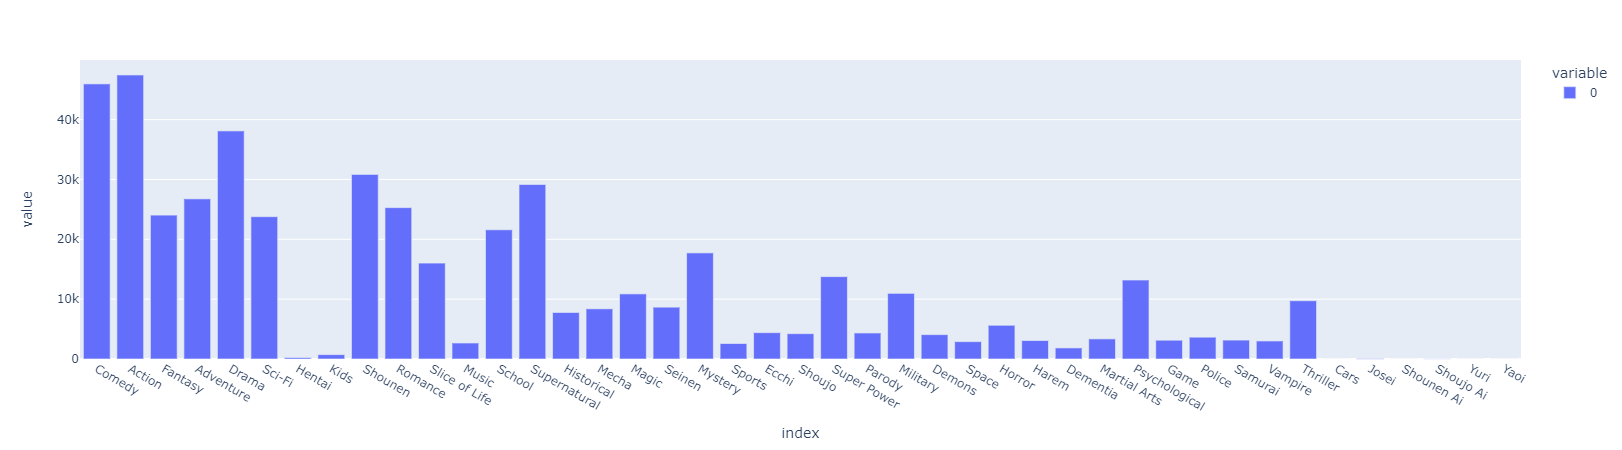 variable
0
40k
30k
20k
10k
0
value
Comedy
Action
Fantasy
Adventure
Drama
Sci-Fi
Hentai
Kids
Shounen
Romance
Slice of Life
Music
School
Supernatural
Historical
Mecha
Magic
Seinen
Mystery
Sports
Ecchi
Shoujo
Super Power
Parody
Military
Demons
Space
Horror
Harem
Dementia
Martial Arts
Psychological
Game
Police
Samurai
Vampire
Thriller
Cars
Josei
Shounen Ai
Shoujo Ai
Yuri
Yaoi
index